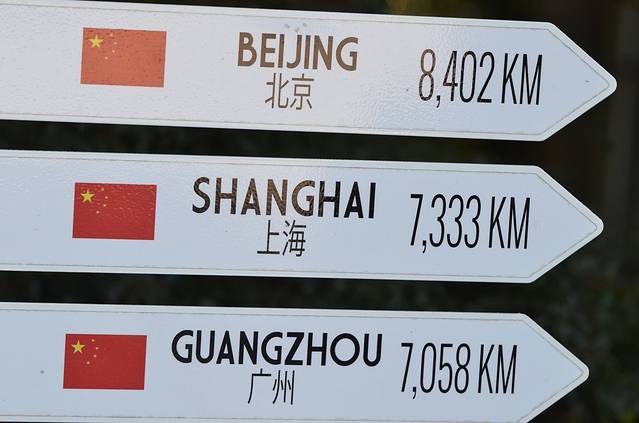 BEIJING 8,402 KM
北京
SHANGHAI 7,333 KM
上海
GUANGZHOU 7,058 KM
广州